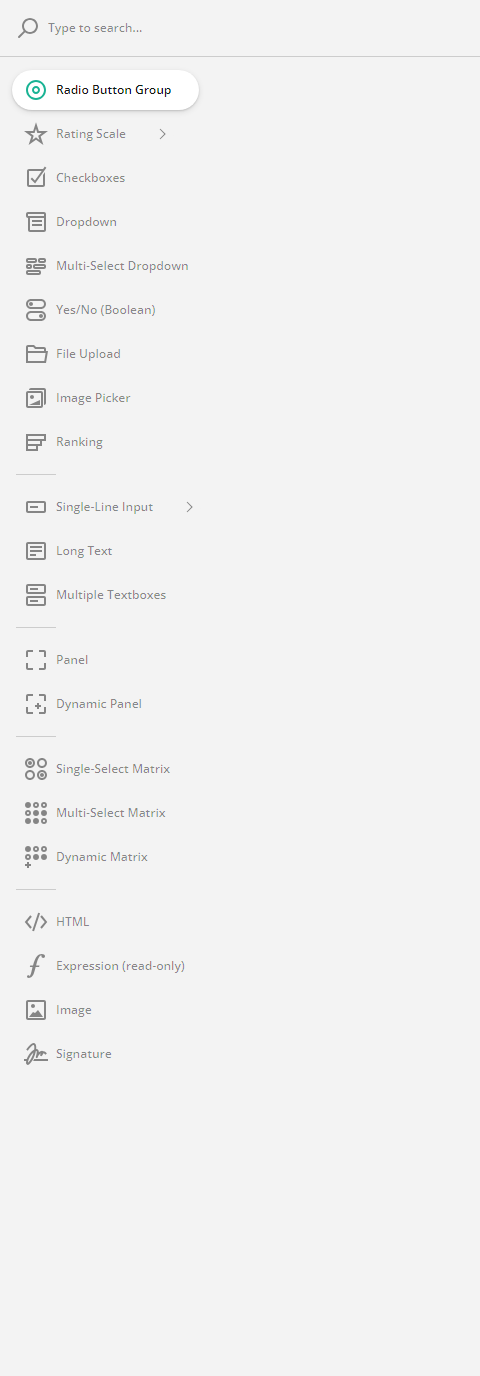 Type to search...
Radio Button Group
Rating Scale
Checkboxes
Dropdown
Multi-Select Dropdown
Yes/No (Boolean)
File Upload
Image Picker
Ranking
Single-Line Input
Long Text
Multiple Textboxes
Panel
Dynamic Panel
Single-Select Matrix
Multi-Select Matrix
Dynamic Matrix
HTML
Expression (read-only)
Image
Signature